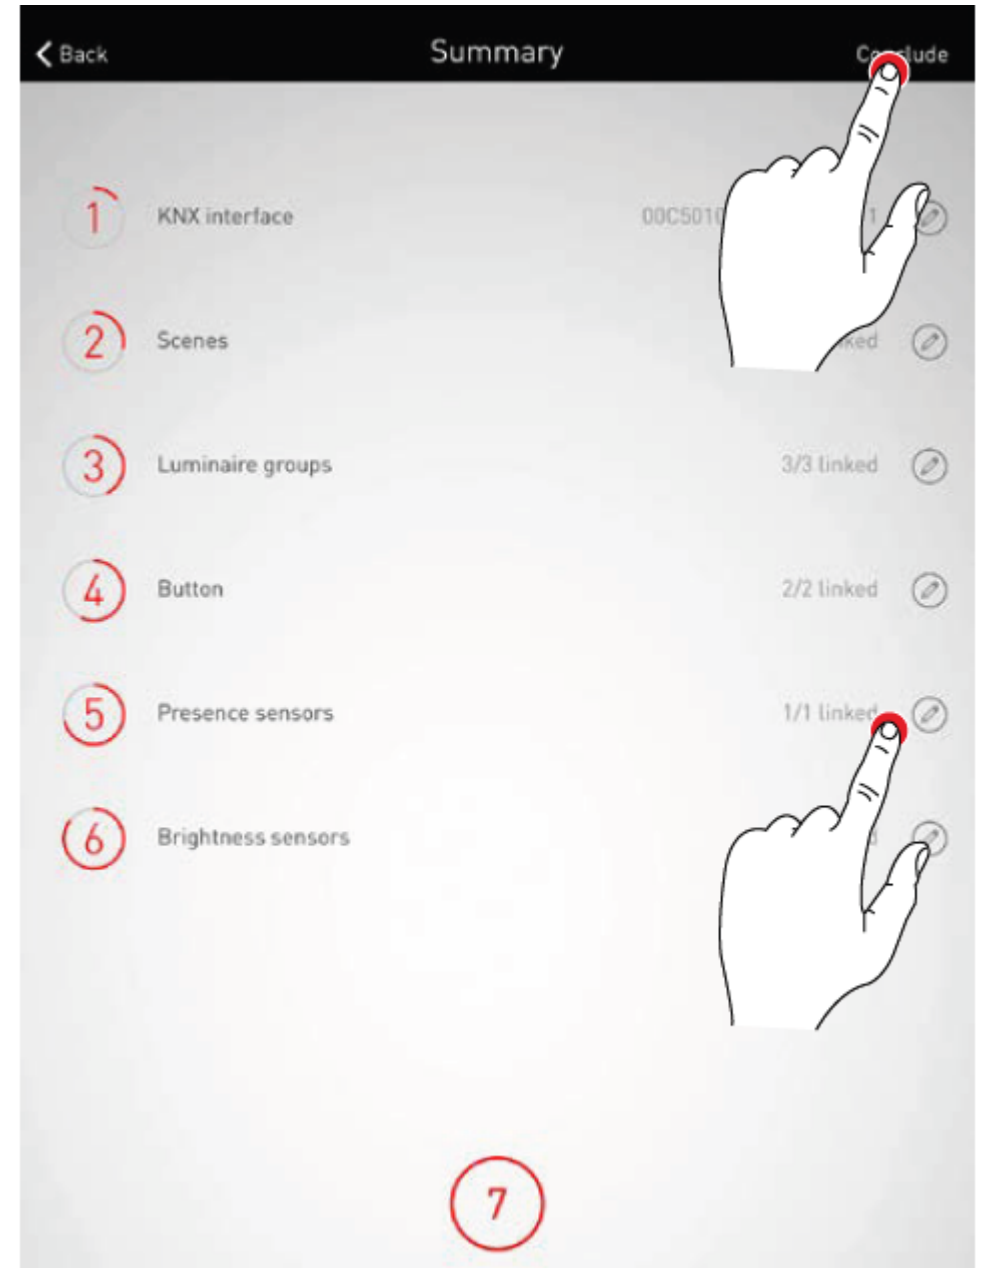 Back
Summary
1
KNX interface
2
Scenes
3
Luminaire groups
3/3 linked
4
Button
2/2 linked
5
Presence sensors
1/1 linked
6
Brightness sensors
7